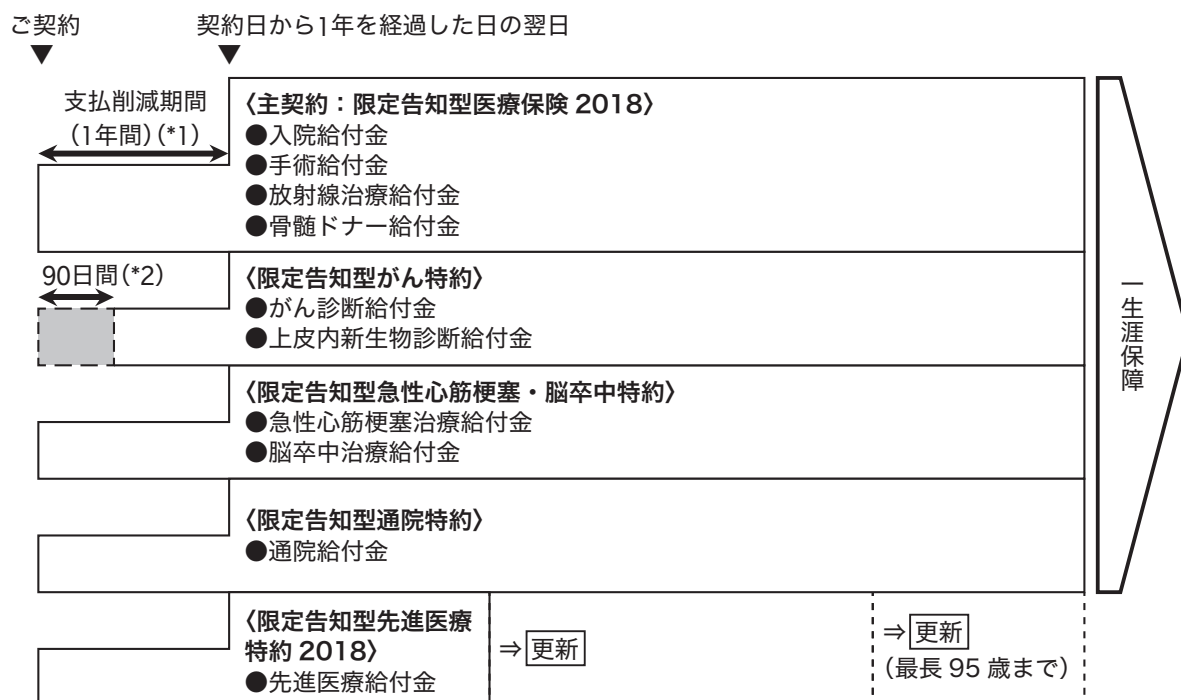 ご契約
契約日から1年を経過した日の翌日
支払削減期間
(1年間)(*1)
〈主契約：限定告知型医療保険 2018〉
●入院給付金
●手術給付金
●放射線治療給付金
●骨髄ドナー給付金
90日間(*2)
〈限定告知型がん特約〉
●がん診断給付金
●上皮内新生物診断給付金
〈限定告知型急性心筋梗塞・脳卒中特約〉
●急性心筋梗塞治療給付金
●脳卒中治療給付金
〈限定告知型通院特約〉
●通院給付金
〈限定告知型先進医療
特約 2018〉
●先進医療給付金
⇒更新
⇒更新
(最長 95 歳まで)
一生涯保障